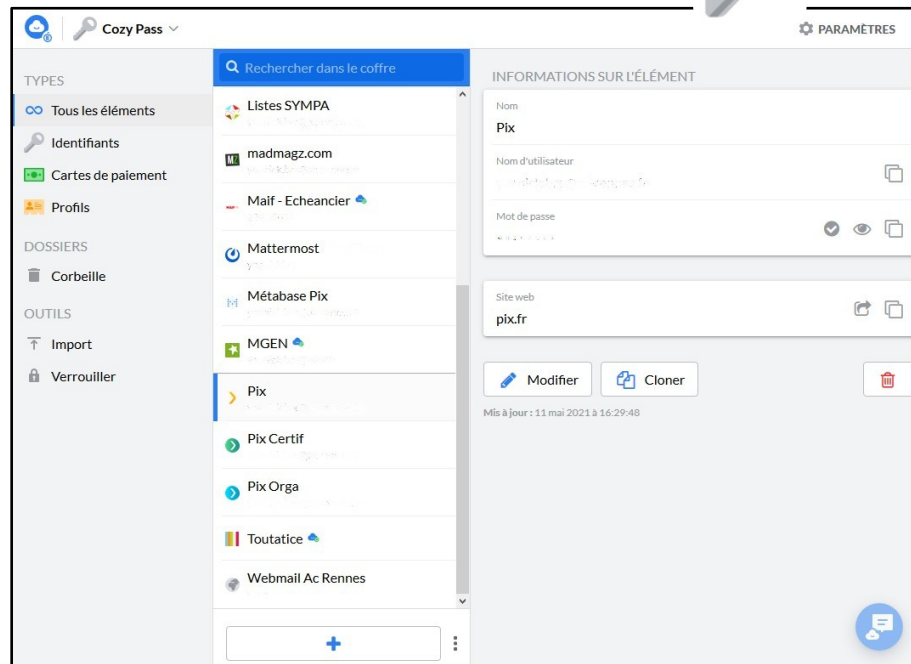 Cozy Pass
PARAMÈTRES
TYPES
Tous les éléments
Identifiants
Cartes de paiement
Profils
DOSSIERS
Corbeille
OUTILS
Import
Verrouiller
Rechercher dans le coffre
Listes SYMPA
madmagz.com
Maif - Echeancier
Mattermost
Métabase Pix
MGEN
Pix
Pix Certif
Pix Orga
Toutatice
Webmail Ac Rennes
INFORMATIONS SUR L'ÉLÉMENT
Nom
Pix
Nom d'utilisateur
Mot de passe
Site web
pix.fr
Modifier
Cloner
Mis à jour : 11 mai 2021 à 16:29:48